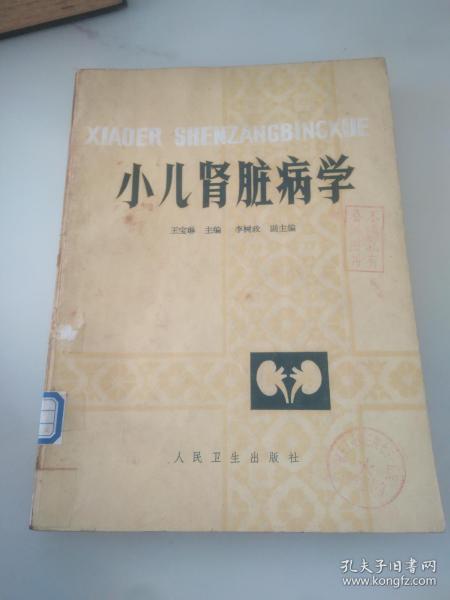 XIAOER SHENZANGBINGXUE
小儿肾脏病学
王宝琳 主编 李树政 副主编
人民卫生出版社
孔夫子旧书网
www.kongfz.com